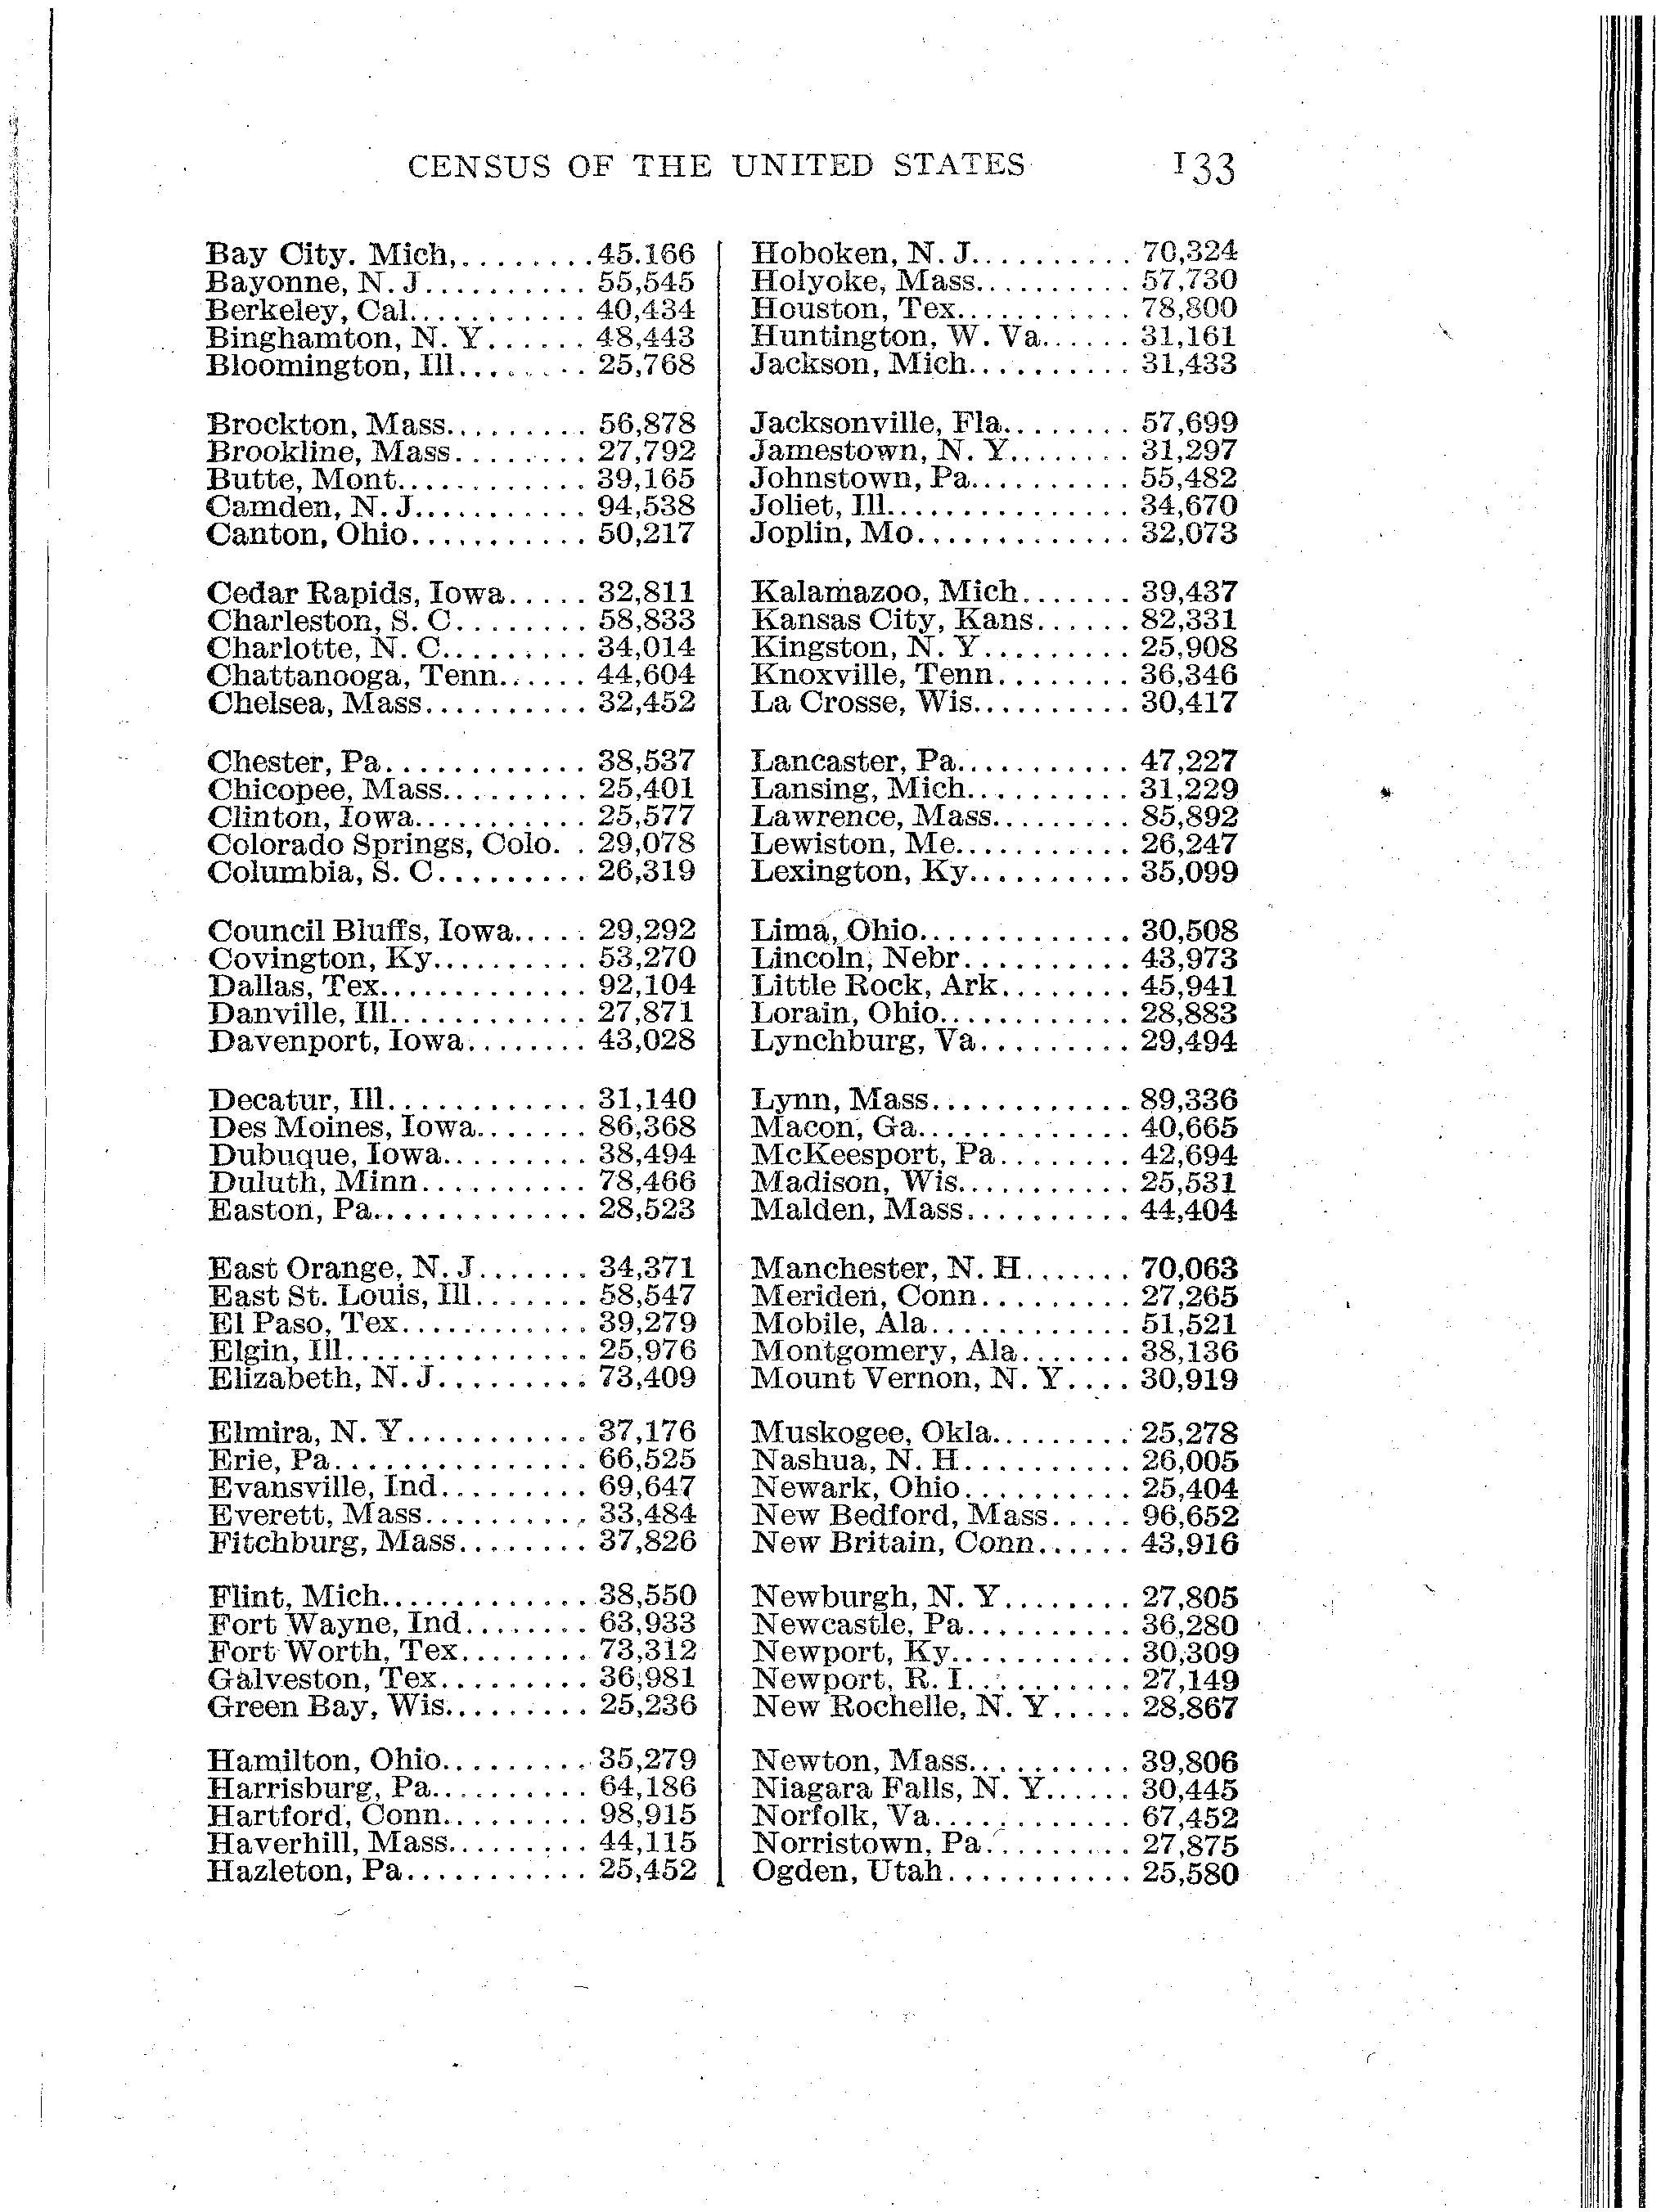 CENSUS OF THE UNITED STATES 133
Bay City. Mich,........45.166
Bayonne, N. J.......... 55,545
Berkeley, Cal........... 40,434
Binghamton, N. Y...... 48,443
Bloomington, Ill........ 25,768
Brockton, Mass......... 56,878
Brookline, Mass........ 27,792
Butte, Mont............ 39,165
Camden, N. J........... 94,538
Canton, Ohio........... 50,217
Cedar Rapids, Iowa..... 32,811
Charleston, S. C........ 58,833
Charlotte, N. C......... 34,014
Chattanooga, Tenn...... 44,604
Chelsea, Mass.......... 32,452
Chester, Pa............. 38,537
Chicopee, Mass......... 25,401
Clinton, Iowa........... 25,577
Colorado Springs, Colo. . 29,078
Columbia, S. C......... 26,319
Council Bluffs, Iowa..... 29,292
Covington, Ky.......... 53,270
Dallas, Tex............. 92,104
Danville, Ill............ 27,871
Davenport, Iowa........ 43,028
Decatur, Ill............. 31,140
Des Moines, Iowa....... 86,368
Dubuque, Iowa......... 38,494
Duluth, Minn........... 78,466
Easton, Pa.............. 28,523
East Orange, N. J....... 34,371
East St. Louis, Ill....... 58,547
El Paso, Tex............ 39,279
Elgin, Ill............... 25,976
Elizabeth, N. J.......... 73,409
Elmira, N. Y............ 37,176
Erie, Pa................ 66,525
Evansville, Ind......... 69,647
Everett, Mass.......... 33,484
Fitchburg, Mass........ 37,826
Flint, Mich............. 38,550
Fort Wayne, Ind........ 63,933
Fort Worth, Tex........ 73,312
Galveston, Tex......... 36,981
Green Bay, Wis......... 25,236
Hamilton, Ohio......... 35,279
Harrisburg, Pa.......... 64,186
Hartford, Conn......... 98,915
Haverhill, Mass......... 44,115
Hazleton, Pa........... 25,452
Hoboken, N. J.......... 70,324
Holyoke, Mass.......... 57,730
Houston, Tex........... 78,800
Huntington, W. Va...... 31,161
Jackson, Mich.......... 31,433
Jacksonville, Fla........ 57,699
Jamestown, N. Y........ 31,297
Johnstown, Pa.......... 55,482
Joliet, Ill............... 34,670
Joplin, Mo............. 32,073
Kalamazoo, Mich....... 39,437
Kansas City, Kans...... 82,331
Kingston, N. Y......... 25,908
Knoxville, Tenn........ 36,346
La Crosse, Wis.......... 30,417
Lancaster, Pa........... 47,227
Lansing, Mich.......... 31,229
Lawrence, Mass......... 85,892
Lewiston, Me........... 26,247
Lexington, Ky.......... 35,099
Lima, Ohio............. 30,508
Lincoln, Nebr.......... 43,973
Little Rock, Ark........ 45,941
Lorain, Ohio............ 28,883
Lynchburg, Va......... 29,494
Lynn, Mass............. 89,336
Macon, Ga.............. 40,665
McKeesport, Pa........ 42,694
Madison, Wis........... 25,531
Malden, Mass.......... 44,404
Manchester, N. H....... 70,063
Meriden, Conn......... 27,265
Mobile, Ala............ 51,521
Montgomery, Ala....... 38,136
Mount Vernon, N. Y.... 30,919
Muskogee, Okla......... 25,278
Nashua, N. H.......... 26,005
Newark, Ohio.......... 25,404
New Bedford, Mass..... 96,652
New Britain, Conn...... 43,916
Newburgh, N. Y........ 27,805
Newcastle, Pa.......... 36,280
Newport, Ky........... 30,309
Newport, R. I.......... 27,149
New Rochelle, N. Y..... 28,867
Newton, Mass.......... 39,806
Niagara Falls, N. Y...... 30,445
Norfolk, Va............ 67,452
Norristown, Pa......... 27,875
Ogden, Utah........... 25,580